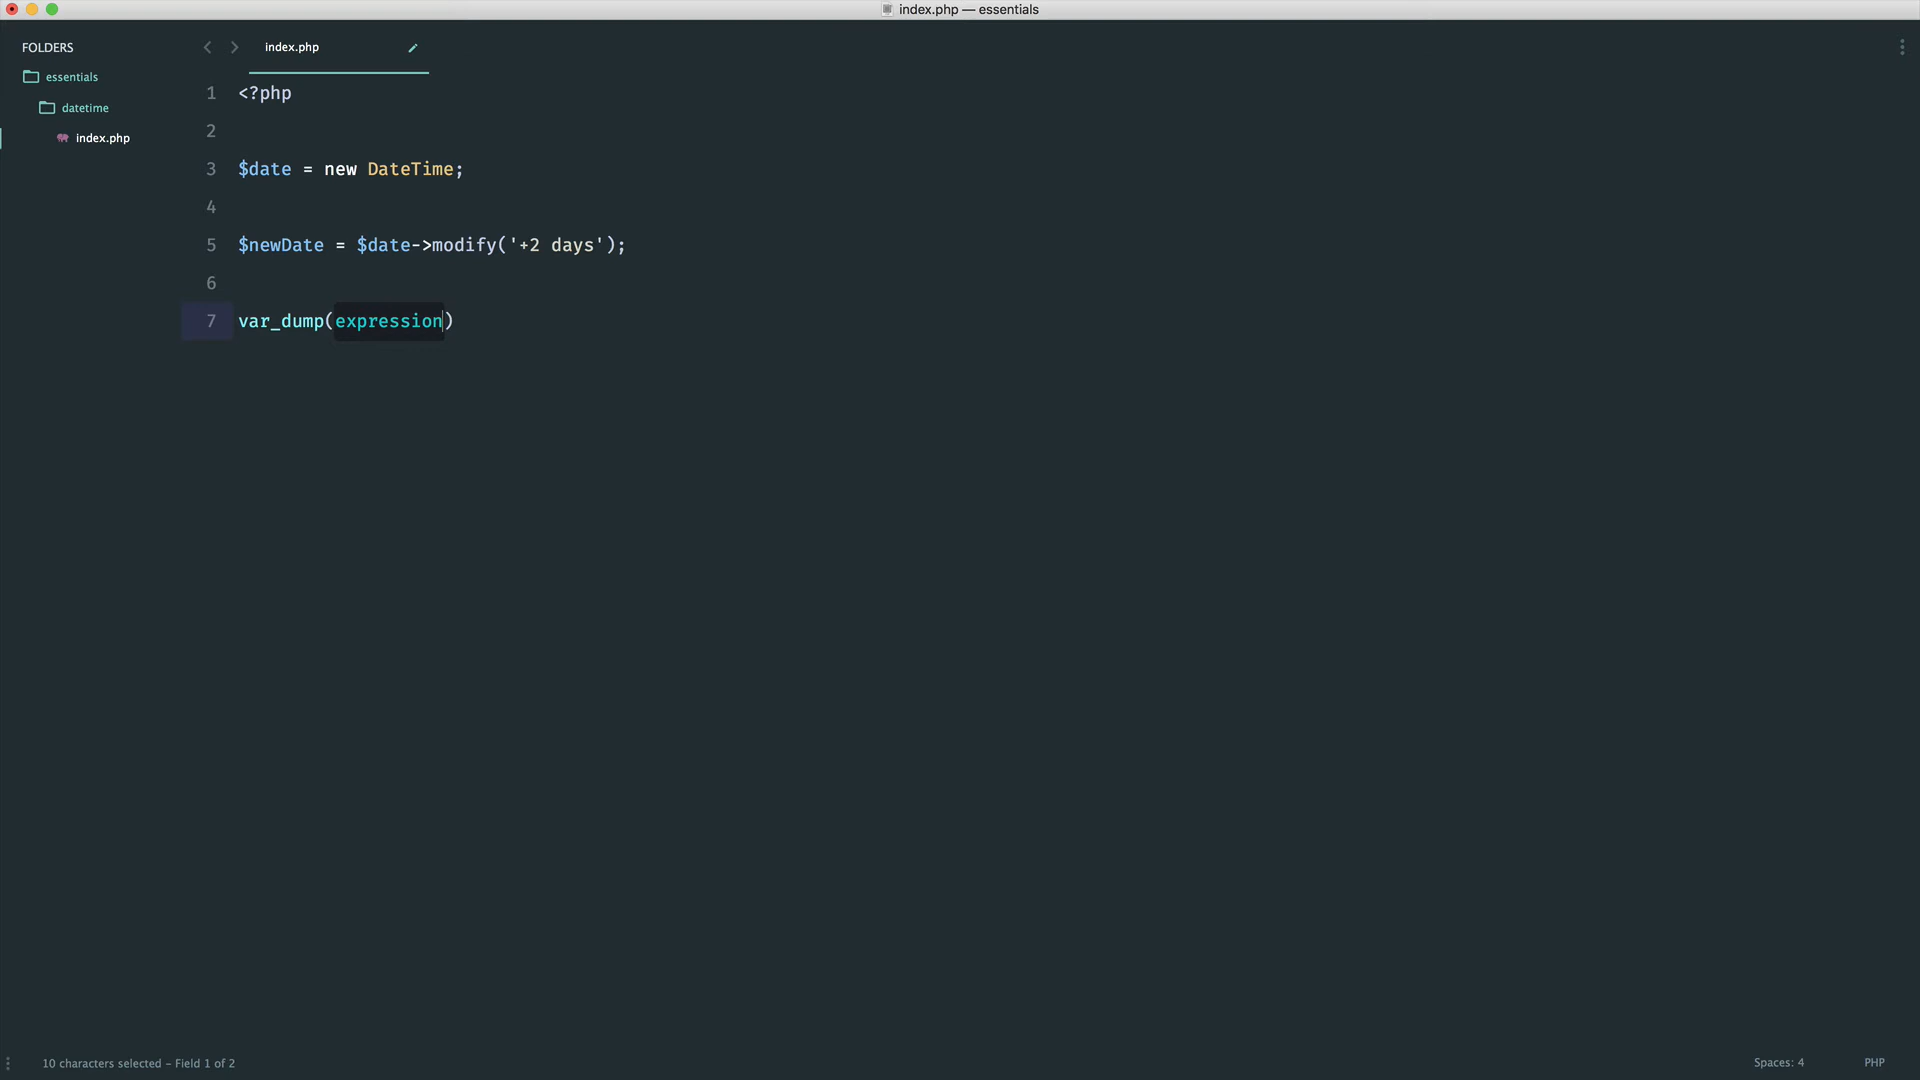 index.php — essentials
FOLDERS
essentials
datetime
index.php
index.php
1 <?php
2
3 $date = new DateTime;
4
5 $newDate = $date->modify('+2 days');
6
7 var_dump(expression)
10 characters selected – Field 1 of 2
Spaces: 4
PHP